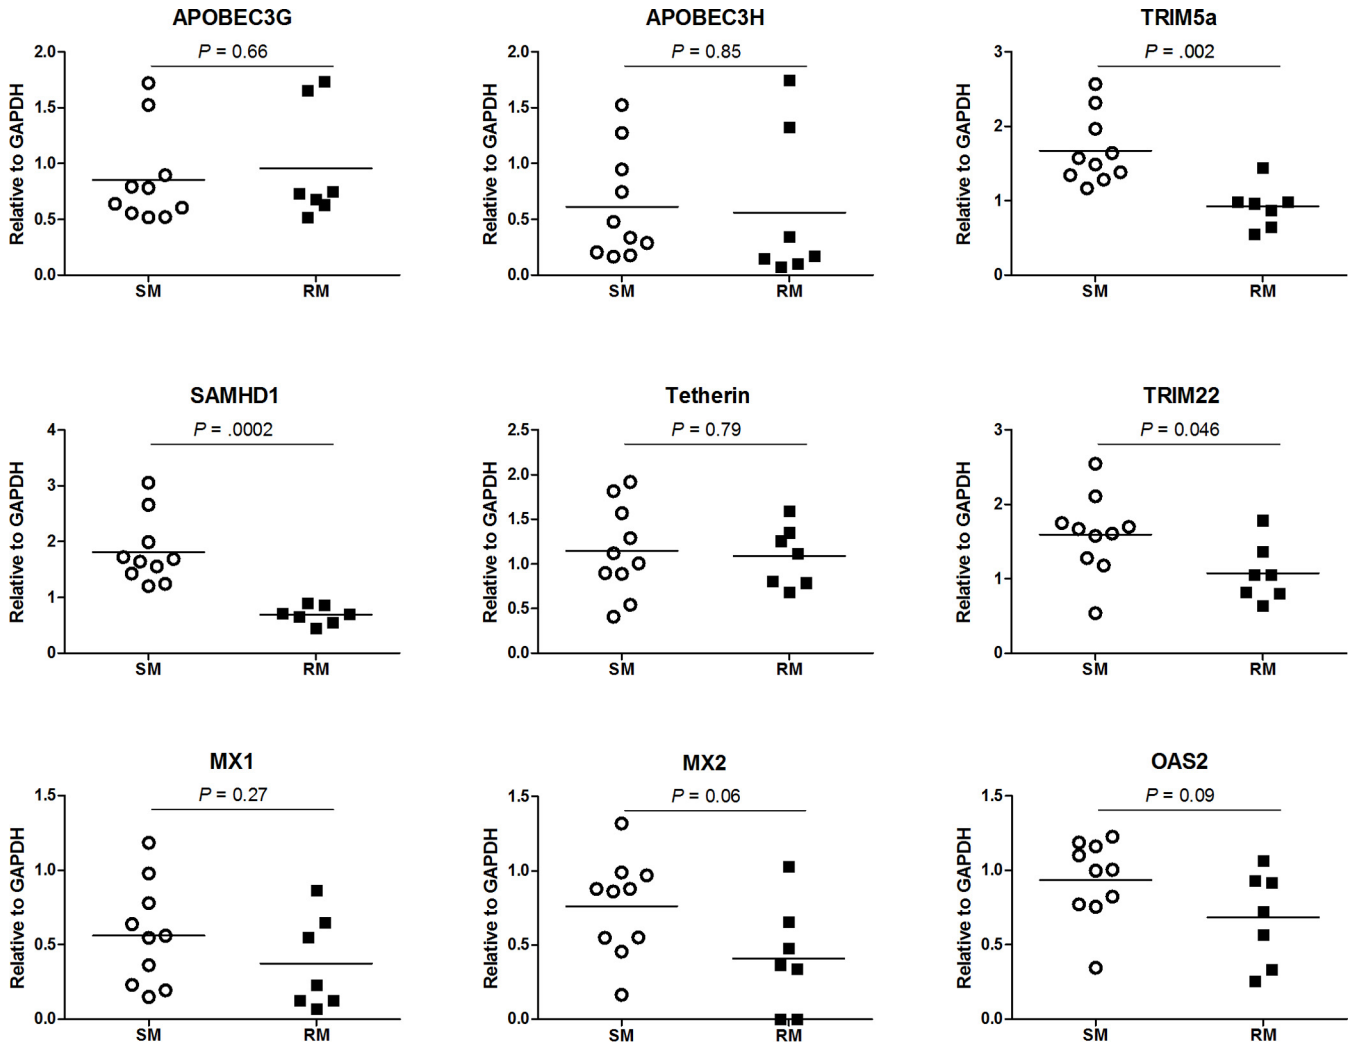 APOBEC3G
APOBEC3H
TRIM5a
P = 0.66
P = 0.85
P = .002
Relative to GAPDH
2.0
1.5
1.0
0.5
0.0
SM
RM
Relative to GAPDH
2.0
1.5
1.0
0.5
0.0
SM
RM
Relative to GAPDH
3
2
1
0
SM
RM
SAMHD1
Tetherin
TRIM22
P = .0002
P = 0.79
P = 0.046
Relative to GAPDH
4
3
2
1
0
SM
RM
Relative to GAPDH
2.5
2.0
1.5
1.0
0.5
0.0
SM
RM
Relative to GAPDH
3
2
1
0
SM
RM
MX1
MX2
OAS2
P = 0.27
P = 0.06
P = 0.09
Relative to GAPDH
1.5
1.0
0.5
0.0
SM
RM
Relative to GAPDH
1.5
1.0
0.5
0.0
SM
RM
Relative to GAPDH
1.5
1.0
0.5
0.0
SM
RM